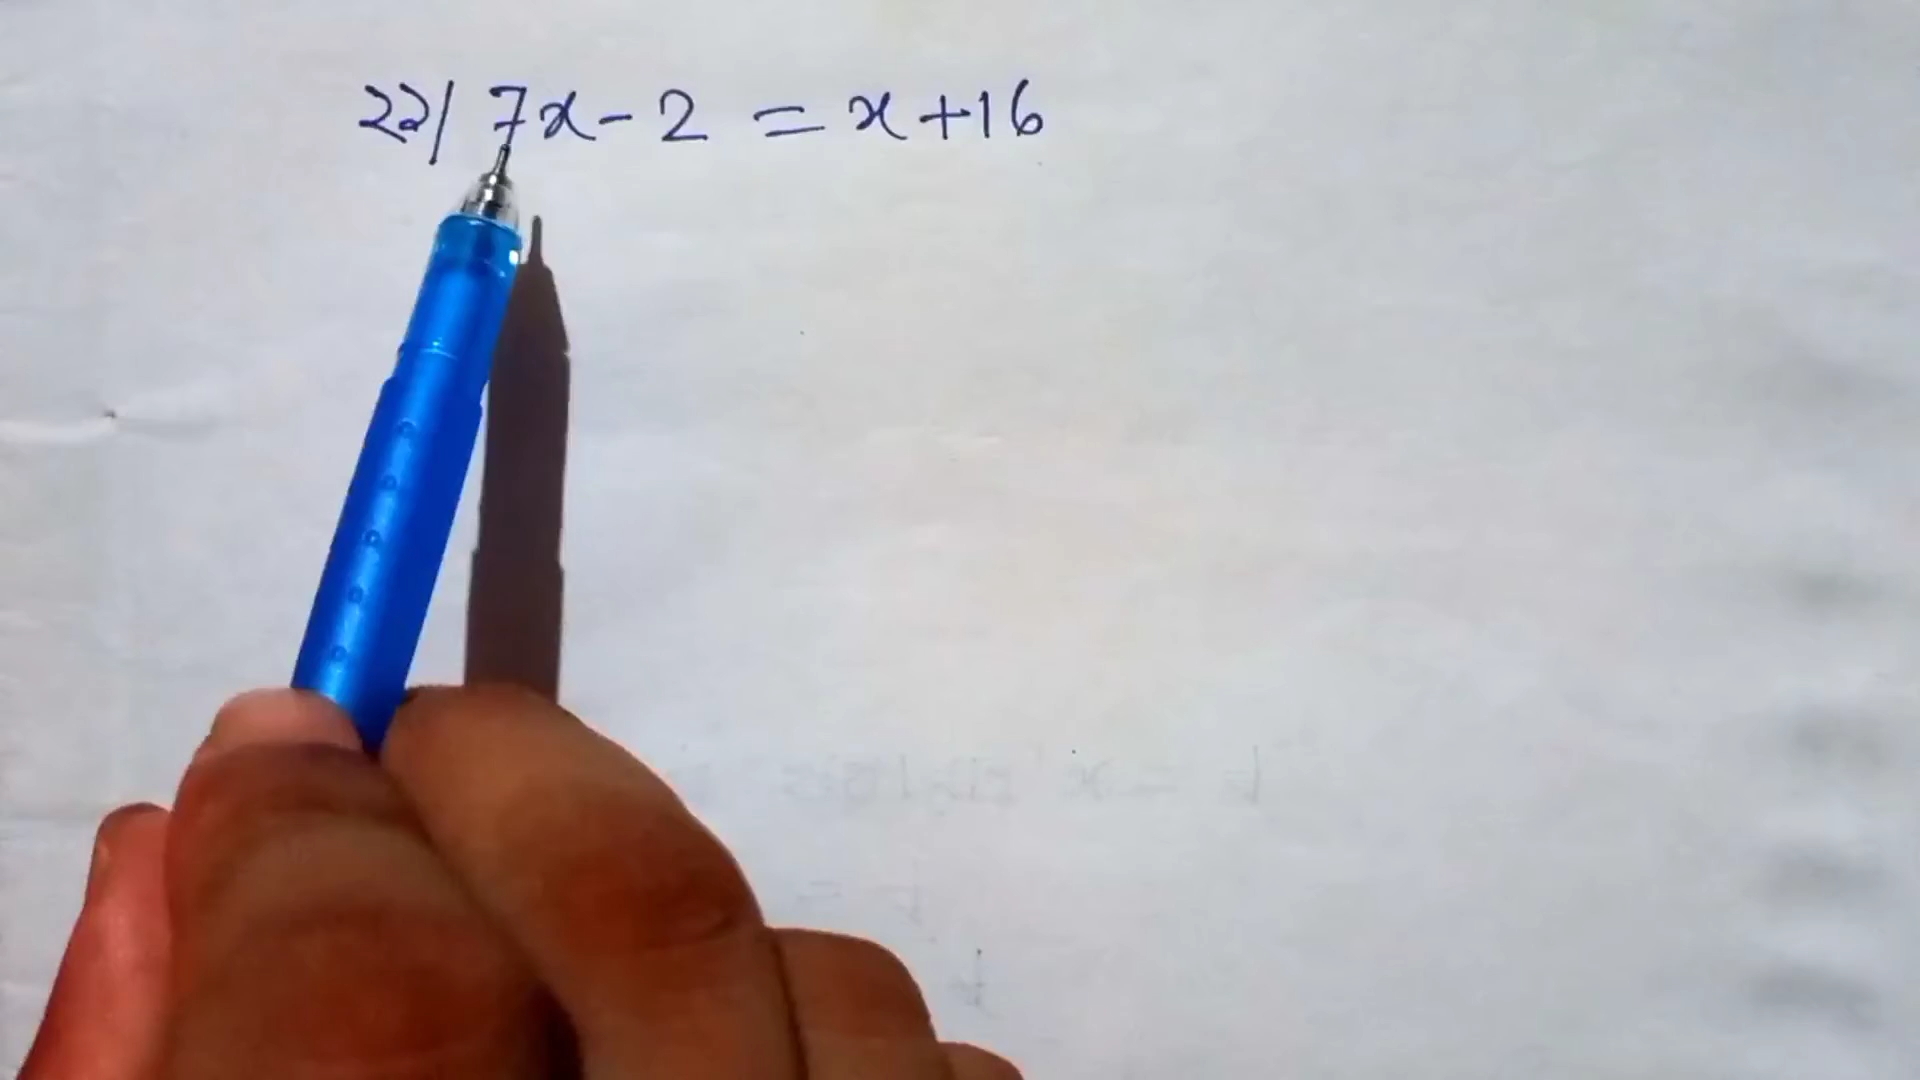 22/ 7x - 2 = x + 16